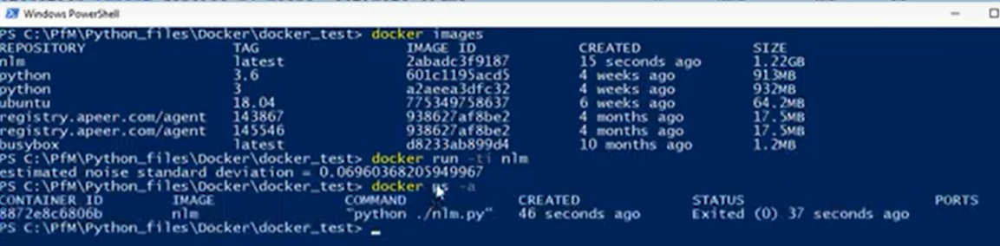 Windows PowerShell
PS C:\PfM\Python_files\Docker\docker_test> docker images
REPOSITORY TAG IMAGE ID CREATED SIZE
nlm latest 2abadc3f9187 15 seconds ago 1.22GB
python 3.6 601c1195acd5 4 weeks ago 913MB
python 3 a2aeea3dfc32 4 weeks ago 932MB
ubuntu 18.04 775349758637 6 weeks ago 64.2MB
registry.apeer.com/agent 143867 938627af8be2 4 months ago 17.5MB
registry.apeer.com/agent 145546 938627af8be2 4 months ago 17.5MB
busybox latest d8233ab899d4 10 months ago 1.2MB
PS C:\PfM\Python_files\Docker\docker_test> docker run -ti nlm
estimated noise standard deviation = 0.06960368205949967
PS C:\PfM\Python_files\Docker\docker_test> docker ps -a
CONTAINER ID IMAGE COMMAND CREATED STATUS PORTS
8872e8c6806b nlm "python ./nlm.py" 46 seconds ago Exited (0) 37 seconds ago
PS C:\PfM\Python_files\Docker\docker_test>